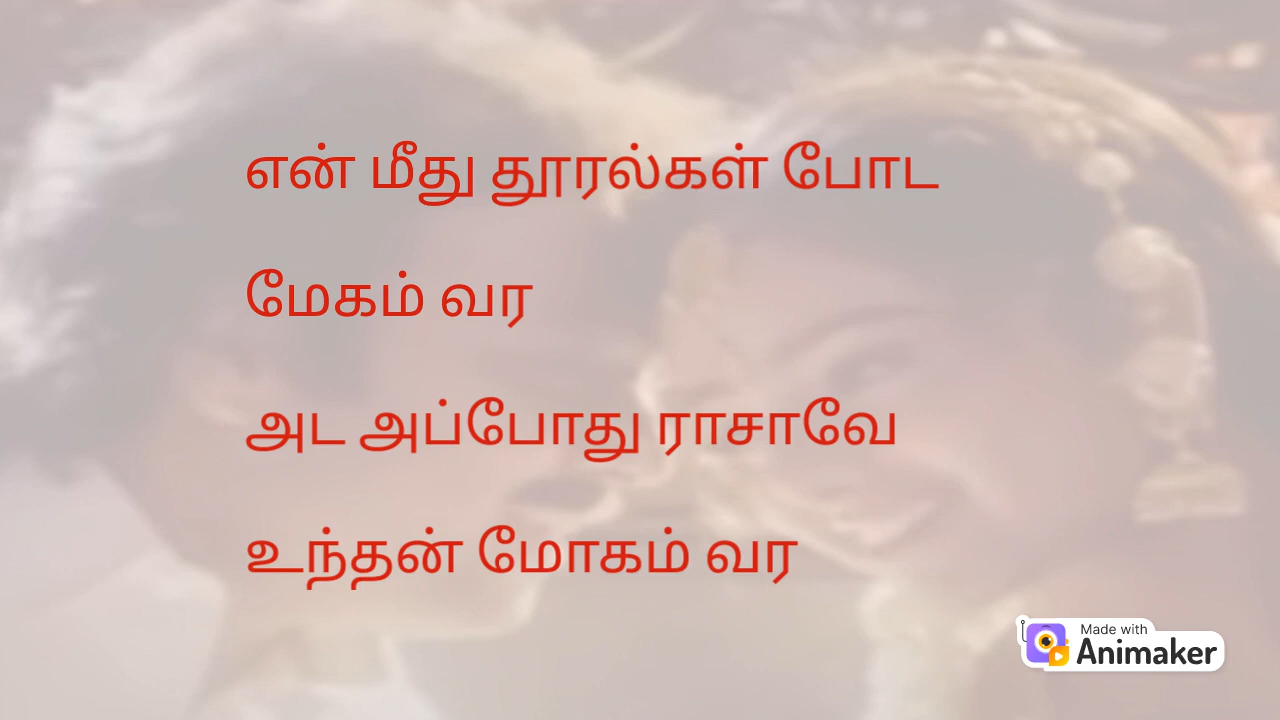 என் மீது தூரல்கள் போட
மேகம் வர
அட அப்போது ராசாவே
உந்தன் மோகம் வர
Made with
Animaker